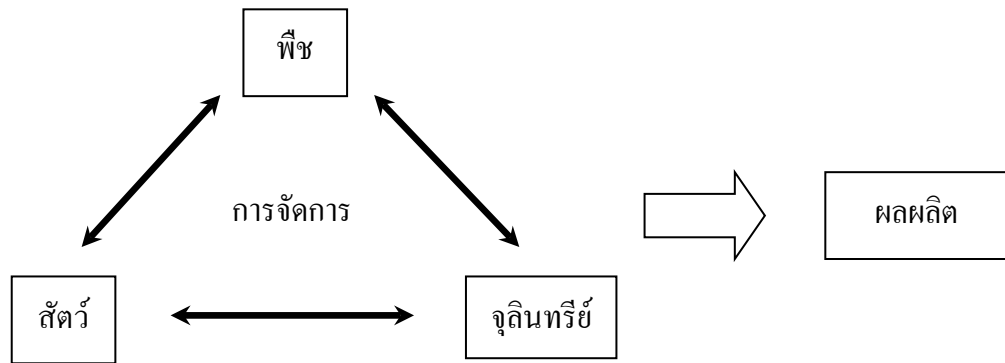 พืช
การจัดการ
ผลผลิต
สัตว์
จุลินทรีย์